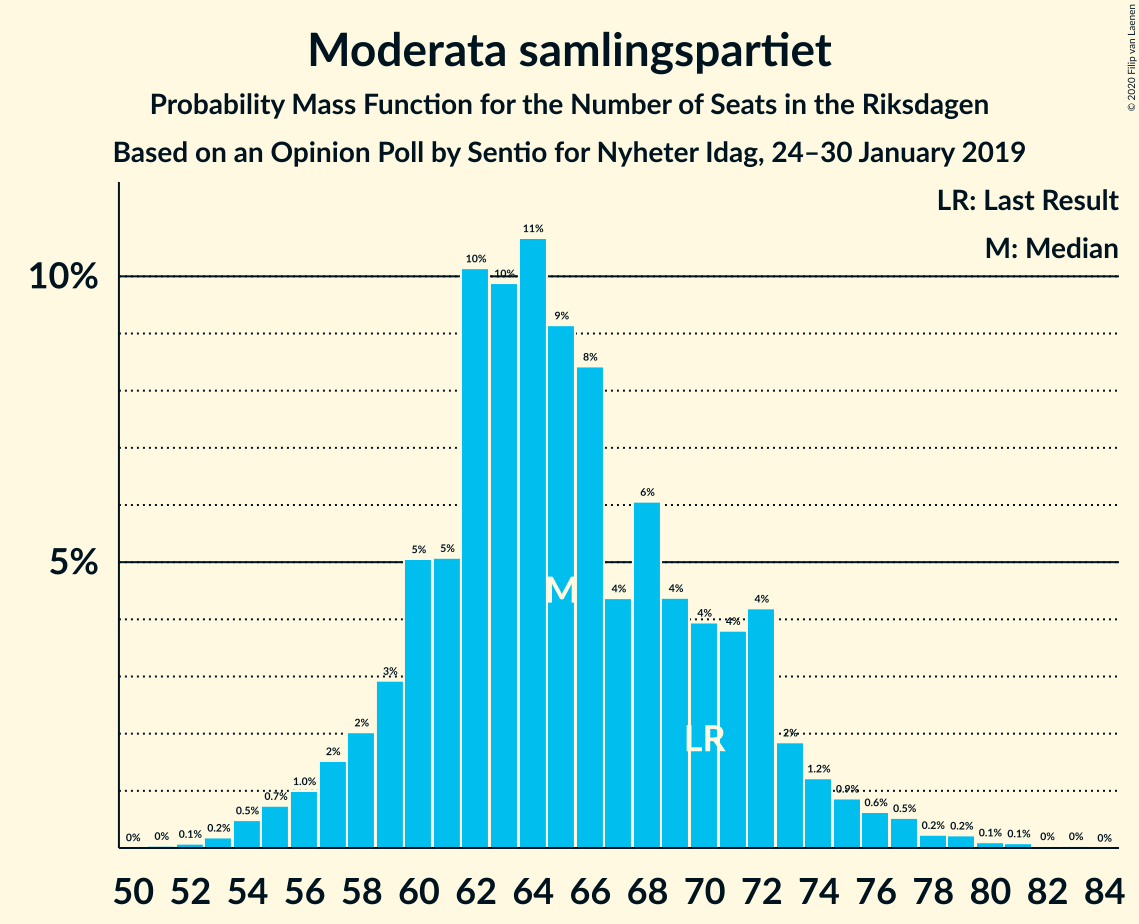 Moderata samlingspartiet
Probability Mass Function for the Number of Seats in the Riksdagen
Based on an Opinion Poll by Sentio for Nyheter Idag, 24–30 January 2019
© 2020 Filip van Laenen
LR: Last Result
M: Median
10%
5%
0% 0% 0.1% 0.2% 0.5% 0.7% 1.0% 2% 2% 3% 5% 5% 10% 10% 11% 9% 8% 4% 6% 4% 4% 4% 4% 2% 1.2% 0.9% 0.6% 0.5% 0.2% 0.2% 0.1% 0.1% 0% 0% 0%
M
LR
50 52 54 56 58 60 62 64 66 68 70 72 74 76 78 80 82 84